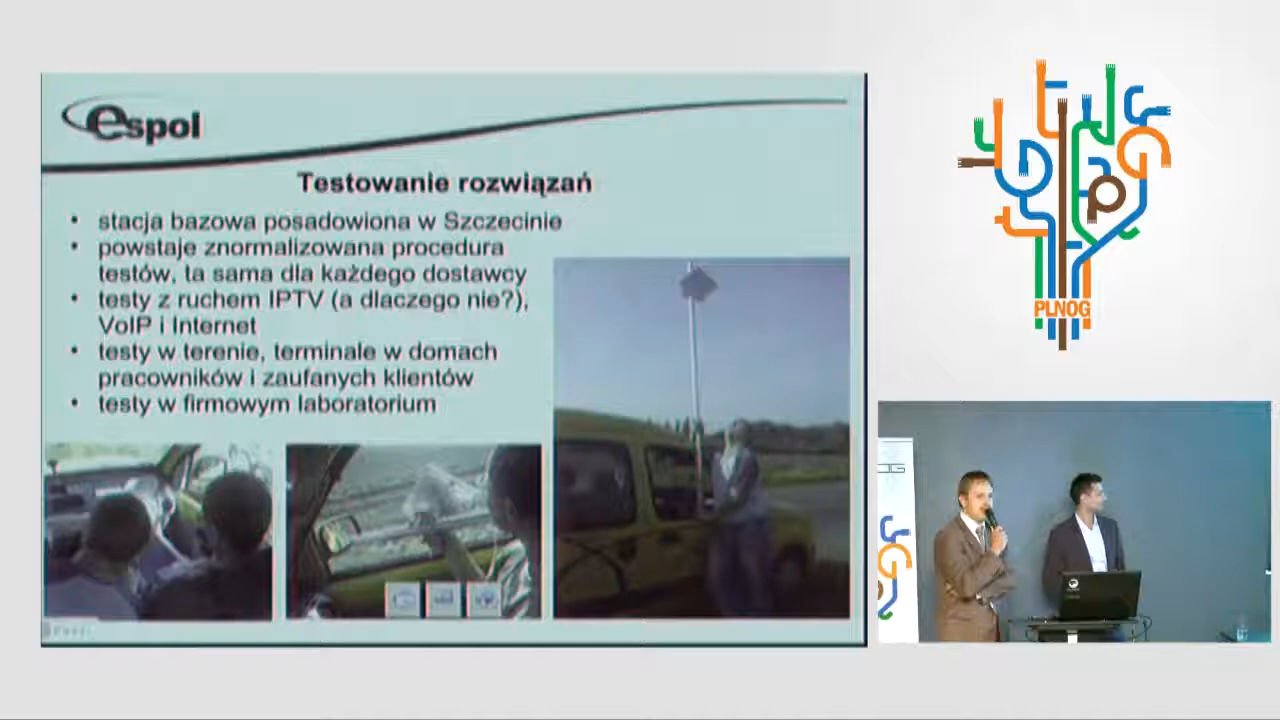 espol
Testowanie rozwiązań
• stacja bazowa posadowiona w Szczecinie
• powstaje znormalizowana procedura
testów, ta sama dla każdego dostawcy
• testy z ruchem IPTV (a dlaczego nie?),
VoIP i Internet
• testy w terenie, terminale w domach
pracowników i zaufanych klientów
• testy w firmowym laboratorium
PLNOG